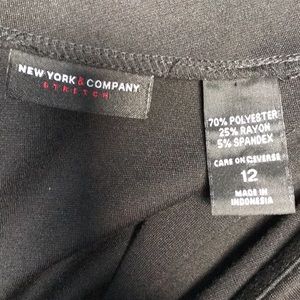 NEW YORK & COMPANY
STRETCH
70% POLYESTER
25% RAYON
5% SPANDEX
CARE ON REVERSE
12
MADE IN
INDONESIA